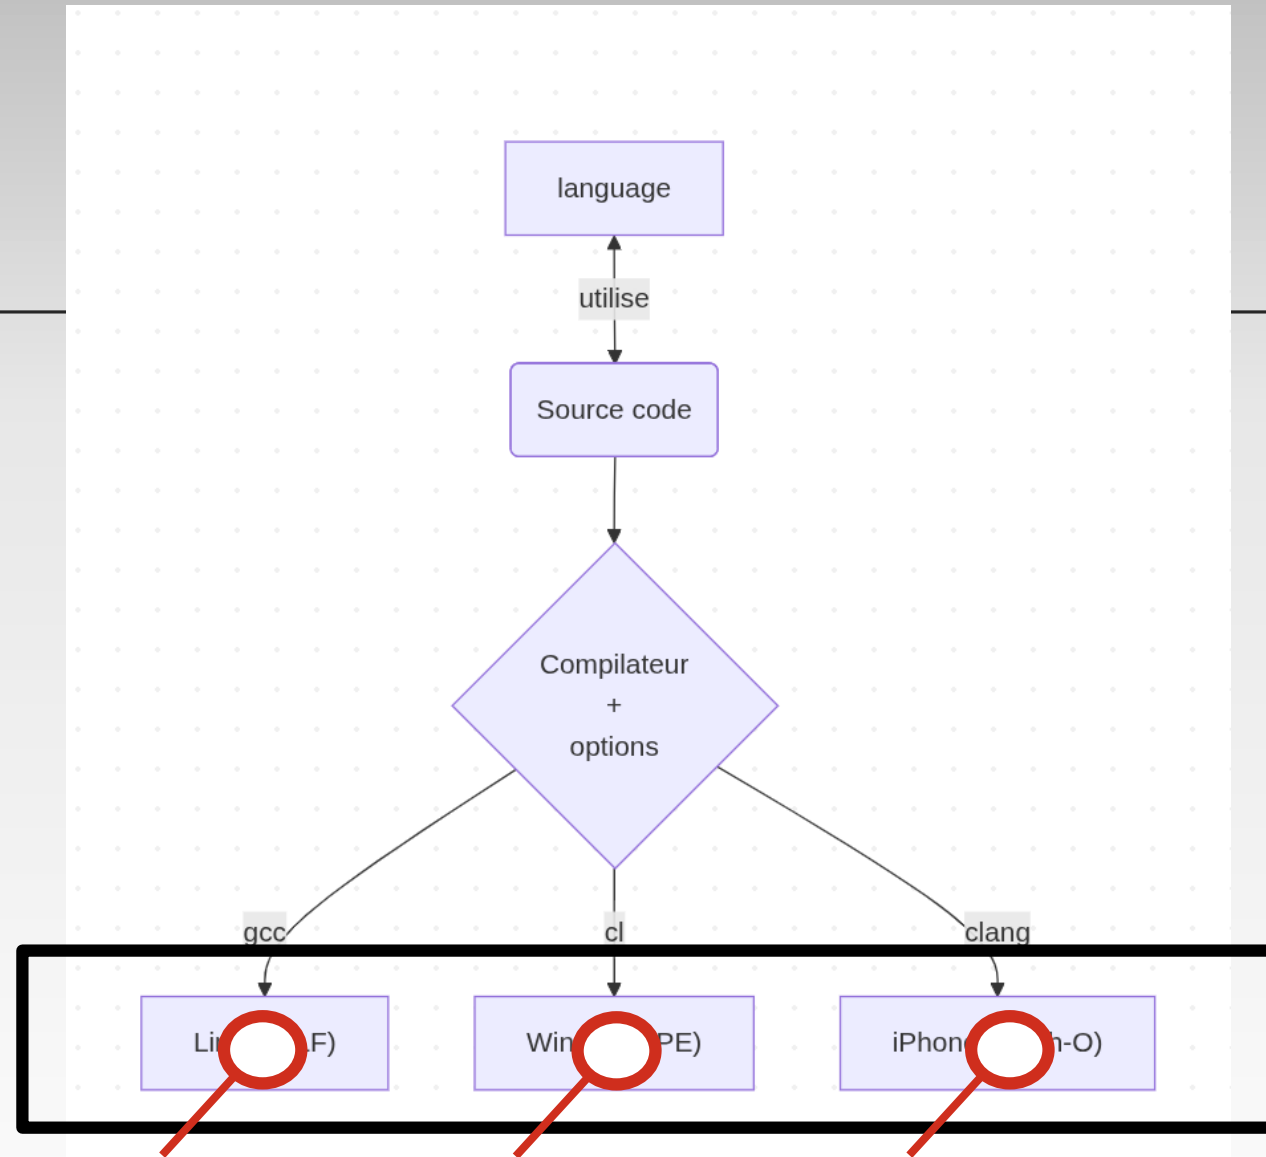 language
utilise
Source code
Compilateur
+
options
gcc
cl
clang